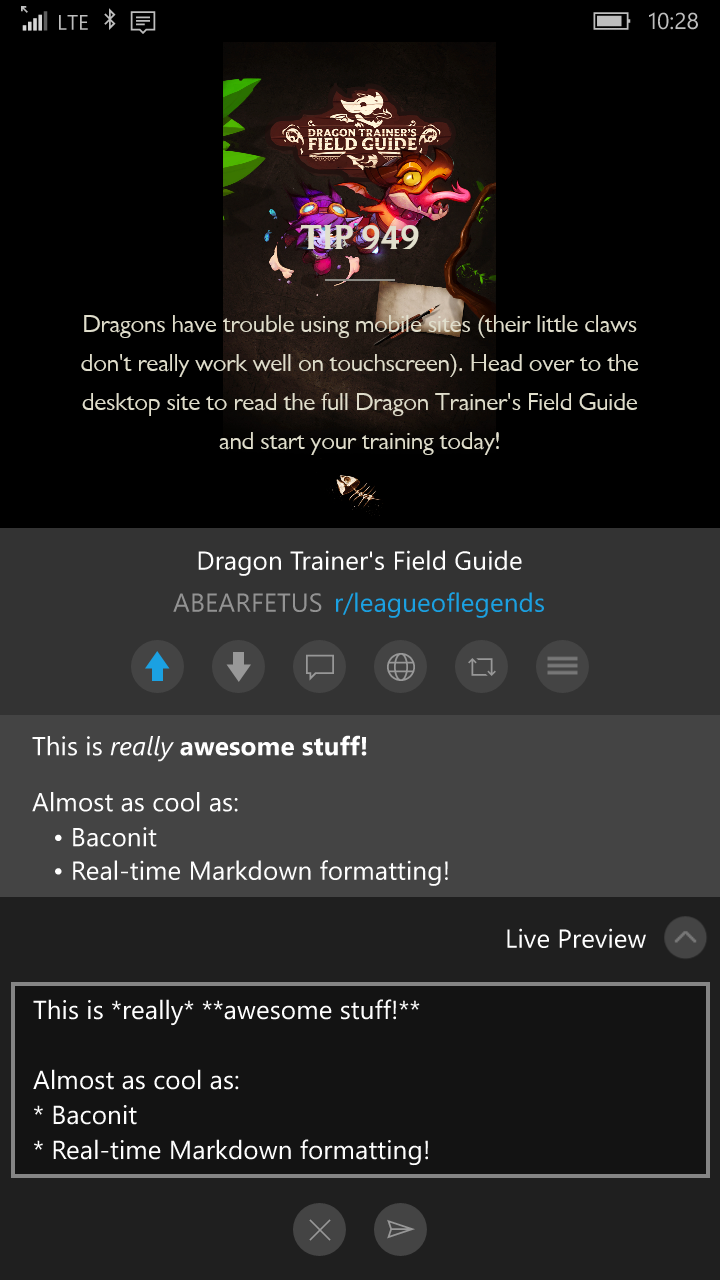 LTE 10:28
DRAGON TRAINER'S
FIELD GUIDE
TIP 949
Dragons have trouble using mobile sites (their little claws
don't really work well on touchscreen). Head over to the
desktop site to read the full Dragon Trainer's Field Guide
and start your training today!
Dragon Trainer's Field Guide
ABEARFETUS r/leagueoflegends
This is really awesome stuff!
Almost as cool as:
• Baconit
• Real-time Markdown formatting!
Live Preview
This is *really* **awesome stuff!**
Almost as cool as:
* Baconit
* Real-time Markdown formatting!